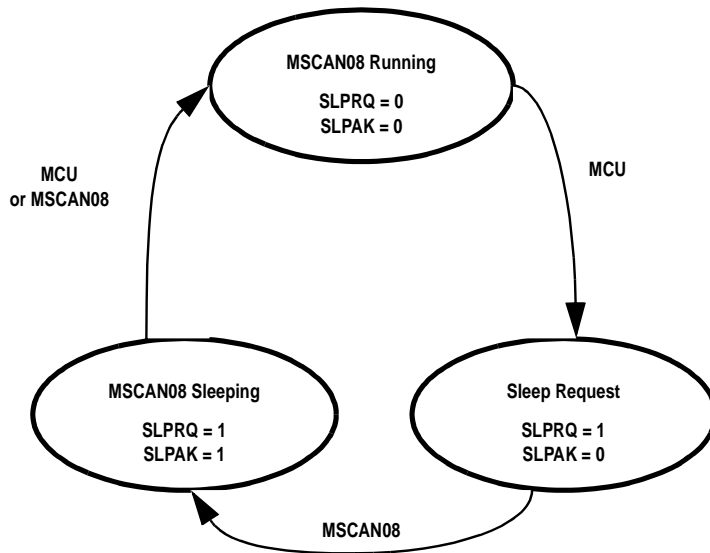 MSCAN08 Running
SLPRQ = 0
SLPAK = 0
MCU
or MSCAN08
MCU
MSCAN08 Sleeping
SLPRQ = 1
SLPAK = 1
Sleep Request
SLPRQ = 1
SLPAK = 0
MSCAN08